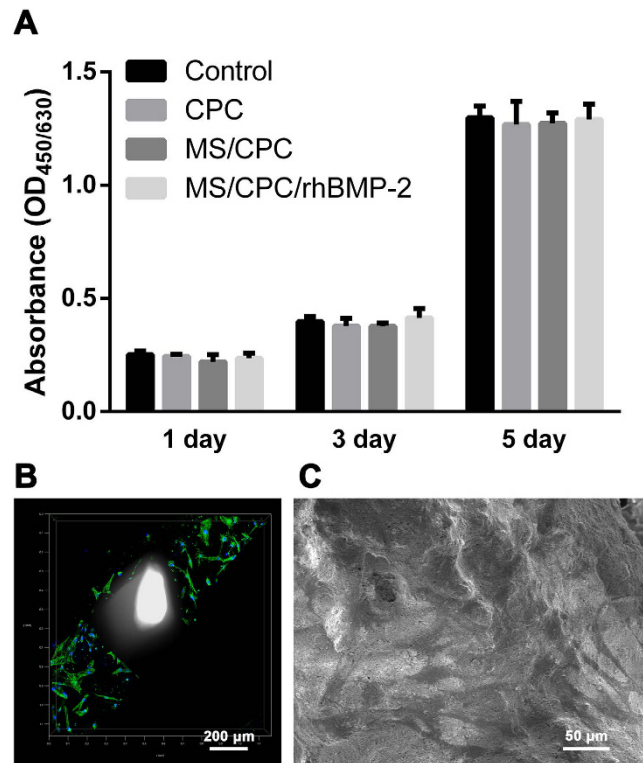 A
Absorbance (OD450/630)
1.5
1.0
0.5
0.0
Control
CPC
MS/CPC
MS/CPC/rhBMP-2
1 day 3 day 5 day
B
200 µm
C
50 µm